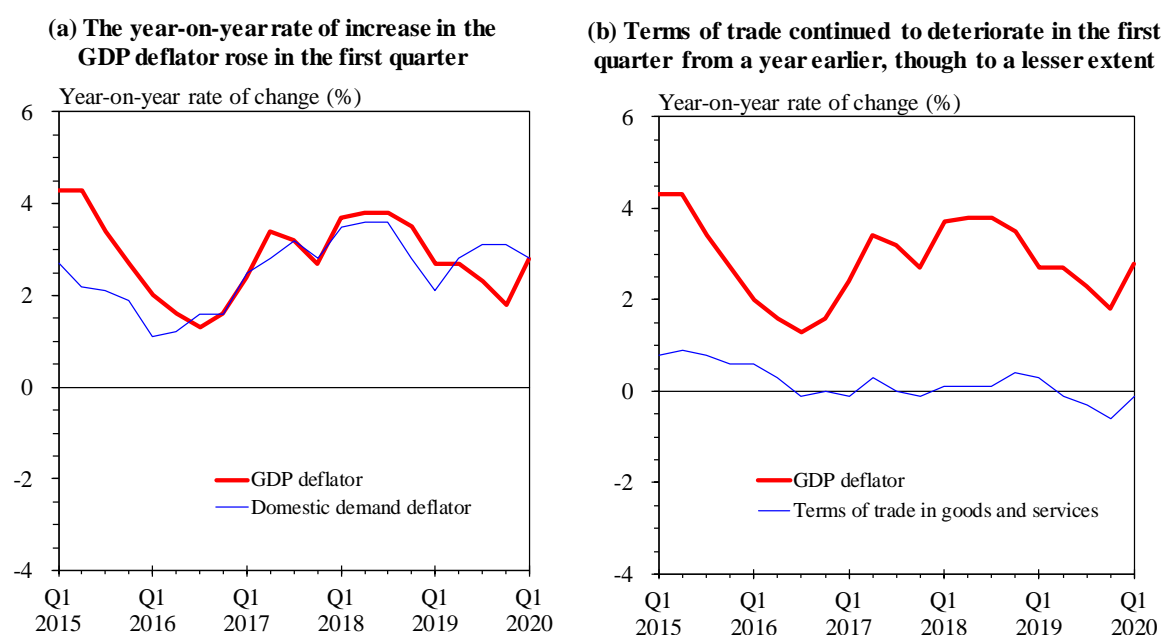 (a) The year-on-year rate of increase in the
GDP deflator rose in the first quarter
Year-on-year rate of change (%)
6
4
2
0
-2
-4
GDP deflator
Domestic demand deflator
Q1 Q1 Q1 Q1 Q1 Q1
2015 2016 2017 2018 2019 2020
(b) Terms of trade continued to deteriorate in the first
quarter from a year earlier, though to a lesser extent
Year-on-year rate of change (%)
6
4
2
0
-2
-4
GDP deflator
Terms of trade in goods and services
Q1 Q1 Q1 Q1 Q1 Q1
2015 2016 2017 2018 2019 2020